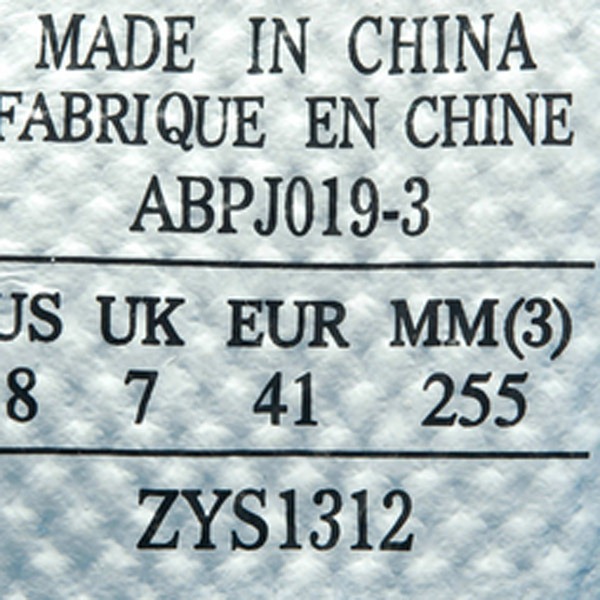 MADE IN CHINA
FABRIQUE EN CHINE
ABPJ019-3
US UK EUR MM(3)
8 7 41 255
ZYS1312